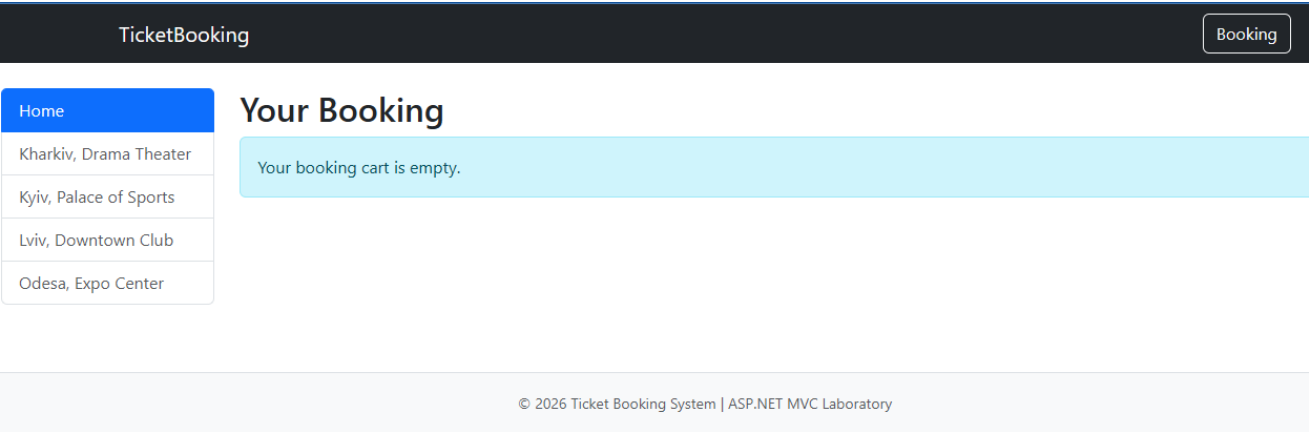 TicketBooking
Booking
Home
Kharkiv, Drama Theater
Kyiv, Palace of Sports
Lviv, Downtown Club
Odesa, Expo Center
Your Booking
Your booking cart is empty.
© 2026 Ticket Booking System | ASP.NET MVC Laboratory